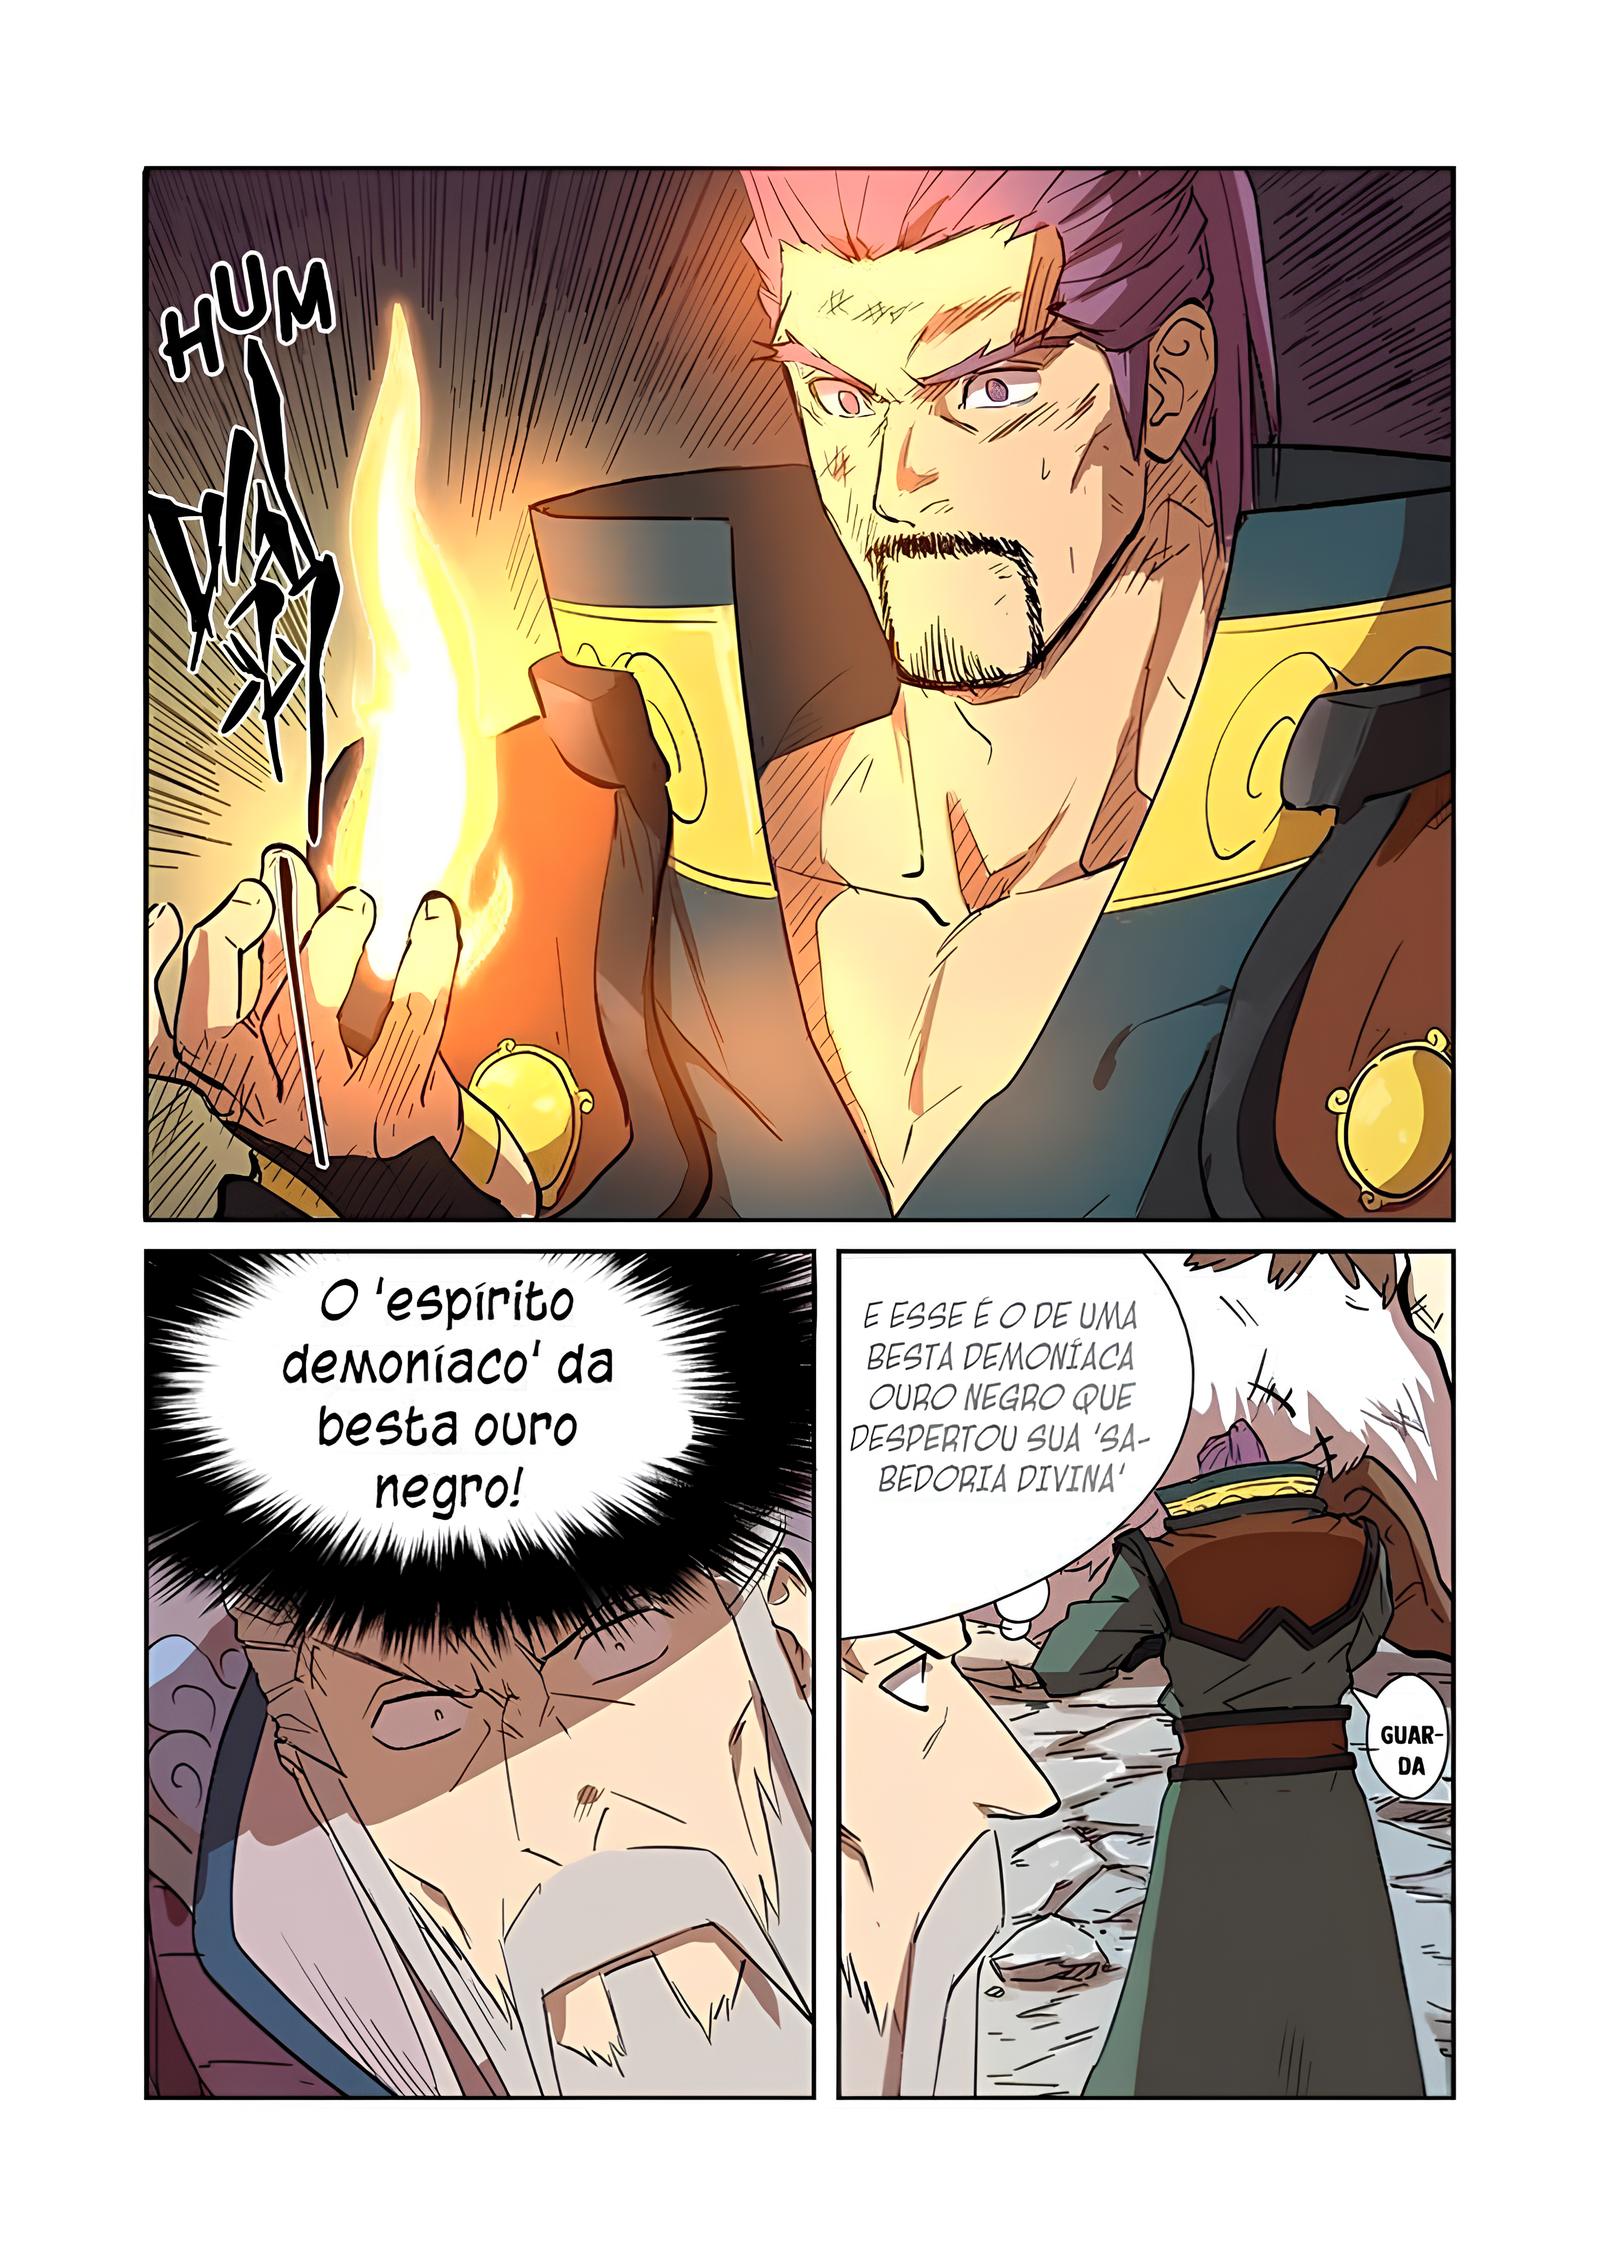 HUM
O 'espírito
demoníaco' da
besta ouro
negro!
E ESSE É O DE UMA
BESTA DEMONÍACA
OURO NEGRO QUE
DESPERTOU SUA 'SA-
BEDORIA DIVINA'
GUAR-
DA